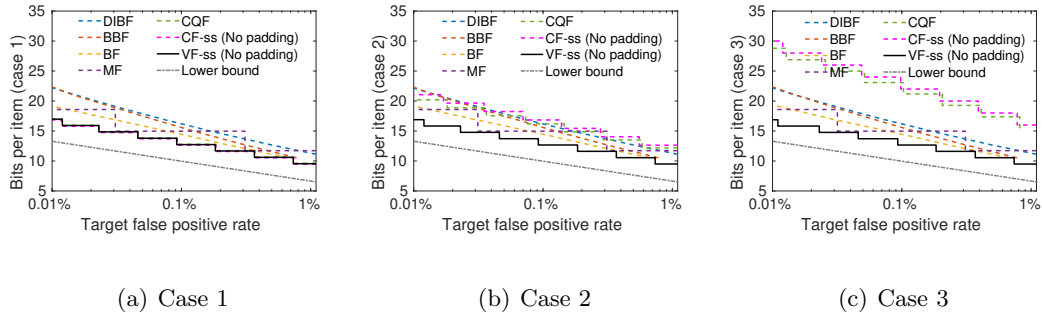 Bits per item (case 1)
35
30
25
20
15
10
5
DIBF
BBF
BF
MF
CQF
CF-ss (No padding)
VF-ss (No padding)
Lower bound
0.01%
0.1%
1%
Target false positive rate
(a) Case 1
Bits per item (case 2)
35
30
25
20
15
10
5
DIBF
BBF
BF
MF
CQF
CF-ss (No padding)
VF-ss (No padding)
Lower bound
0.01%
0.1%
1%
Target false positive rate
(b) Case 2
Bits per item (case 3)
35
30
25
20
15
10
5
DIBF
BBF
BF
MF
CQF
CF-ss (No padding)
VF-ss (No padding)
Lower bound
0.01%
0.1%
1%
Target false positive rate
(c) Case 3